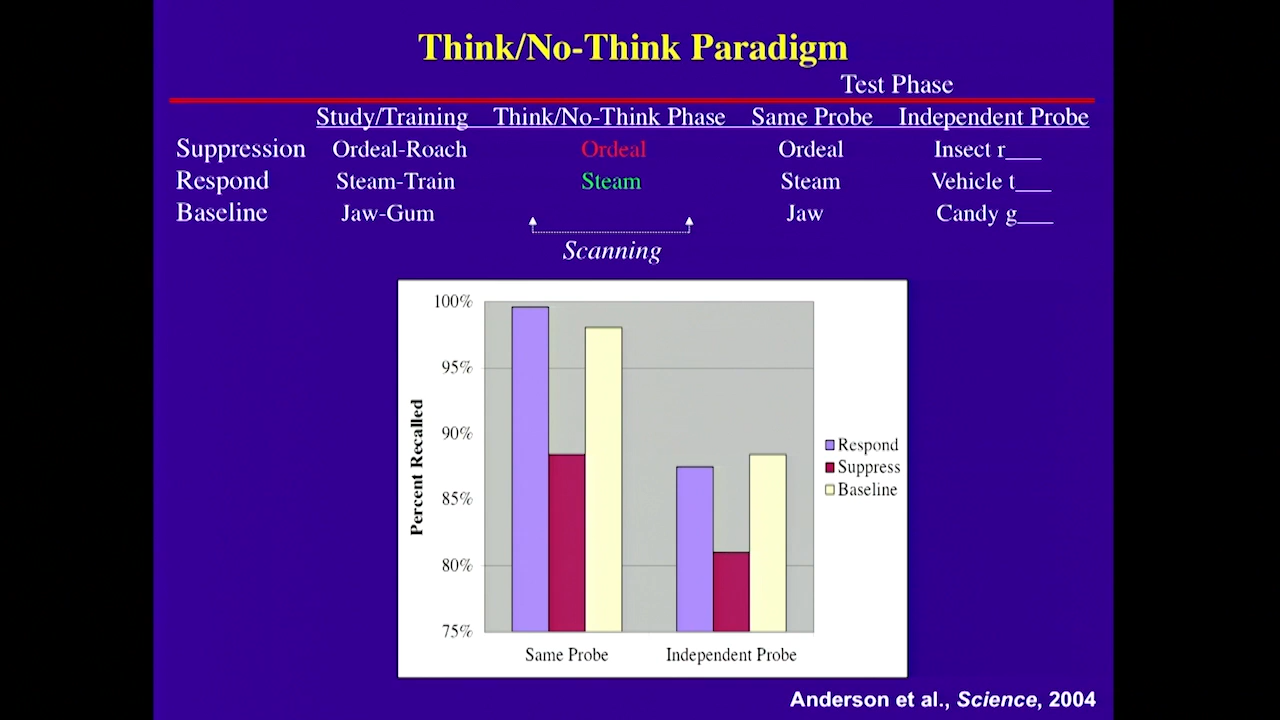 Think/No-Think Paradigm
Test Phase
Study/Training Think/No-Think Phase Same Probe Independent Probe
Suppression Ordeal-Roach Ordeal Ordeal Insect r___
Respond Steam-Train Steam Steam Vehicle t___
Baseline Jaw-Gum Jaw Candy g___
Scanning
100%
95%
90%
85%
80%
75%
Percent Recalled
Respond
Suppress
Baseline
Same Probe Independent Probe
Anderson et al., Science, 2004